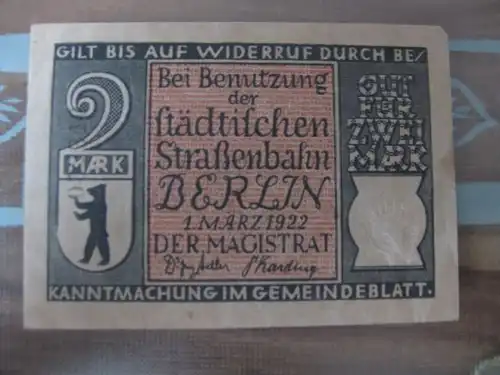 GILT BIS AUF WIDERRUF DURCH BE/
2
MARK
Bei Benutzung
der
städtischen
Straßenbahn
BERLIN
1. MÄRZ 1922
DER MAGISTRAT
GUT
FÜR
ZWEI
MARK
KANNTMACHUNG IM GEMEINDEBLATT.